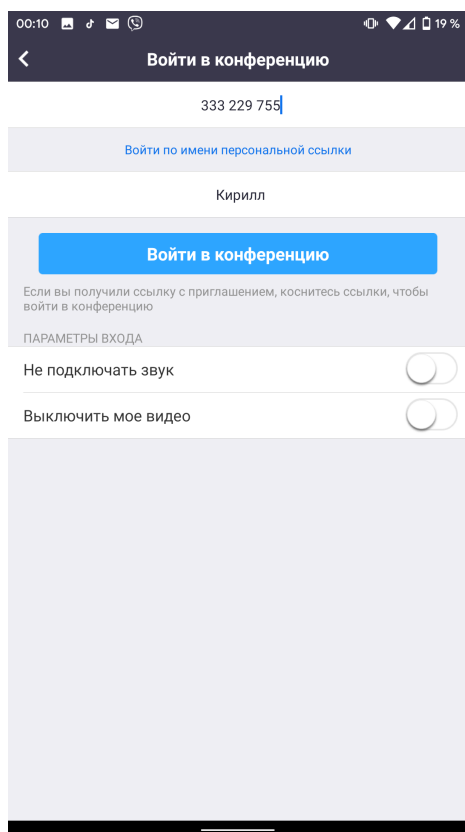 00:10 19 %
Войти в конференцию
333 229 755
Войти по имени персональной ссылки
Кирилл
Войти в конференцию
Если вы получили ссылку с приглашением, коснитесь ссылки, чтобы
войти в конференцию
ПАРАМЕТРЫ ВХОДА
Не подключать звук
Выключить мое видео